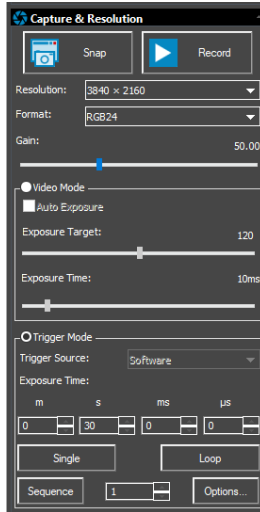 Capture & Resolution
Snap Record
Resolution: 3840 × 2160
Format: RGB24
Gain: 50.00
Video Mode
Auto Exposure
Exposure Target: 120
Exposure Time: 10ms
Trigger Mode
Trigger Source: Software
Exposure Time:
m s ms µs
0 30 0 0
Single Loop
Sequence 1 Options...